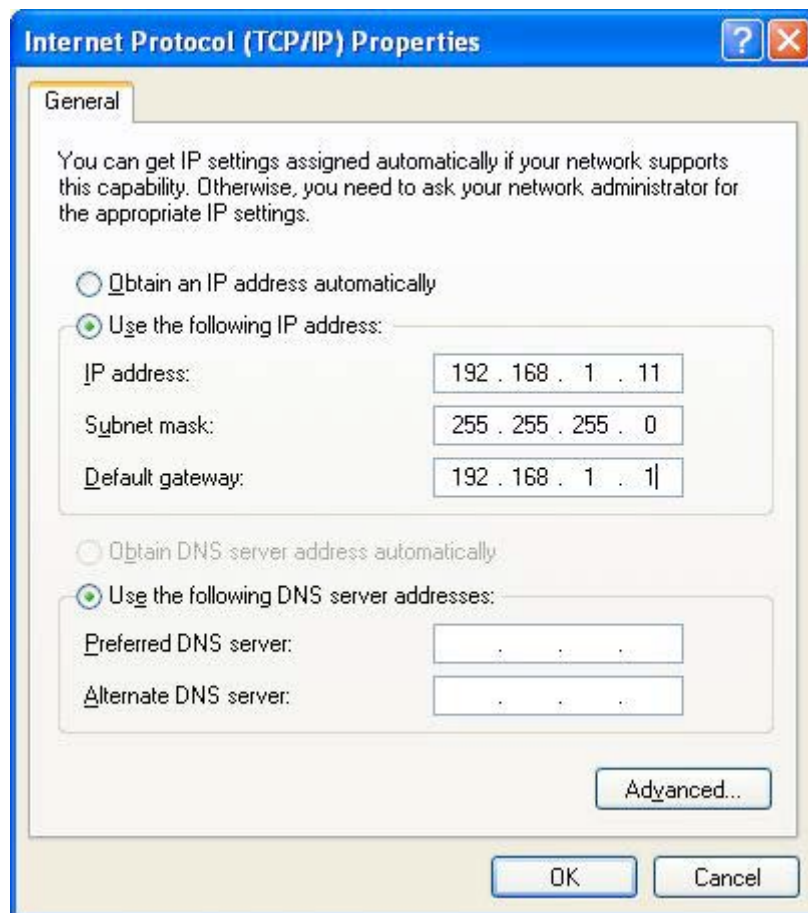 Internet Protocol (TCP/IP) Properties
General
You can get IP settings assigned automatically if your network supports
this capability. Otherwise, you need to ask your network administrator for
the appropriate IP settings.
Obtain an IP address automatically
Use the following IP address:
IP address: 192 . 168 . 1 . 11
Subnet mask: 255 . 255 . 255 . 0
Default gateway: 192 . 168 . 1 . 1
Obtain DNS server address automatically
Use the following DNS server addresses:
Preferred DNS server: . . .
Alternate DNS server: . . .
Advanced...
OK Cancel